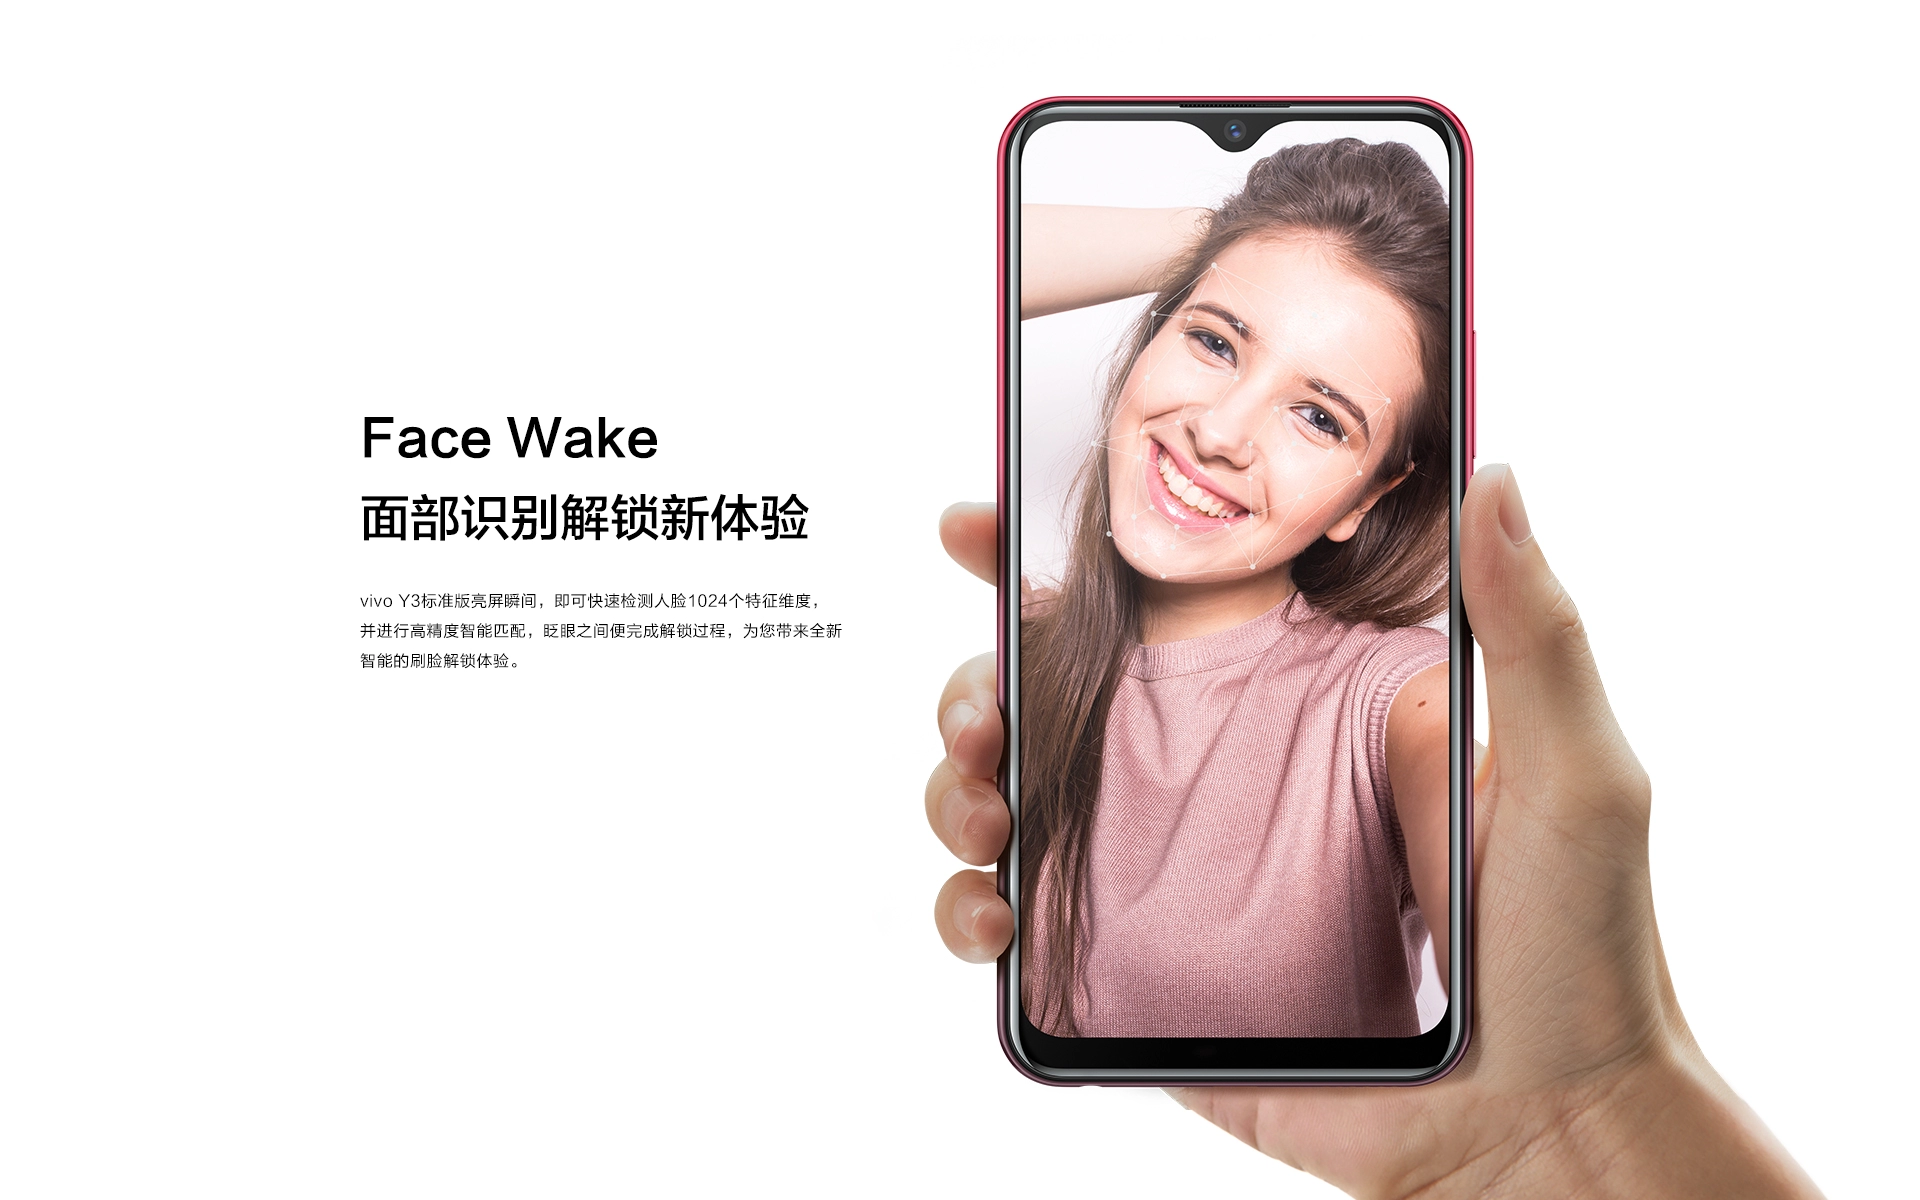 Face Wake
面部识别解锁新体验
vivo Y3标准版亮屏瞬间，即可快速检测人脸1024个特征维度，
并进行高精度智能匹配，眨眼之间便完成解锁过程，为您带来全新
智能的刷脸解锁体验。